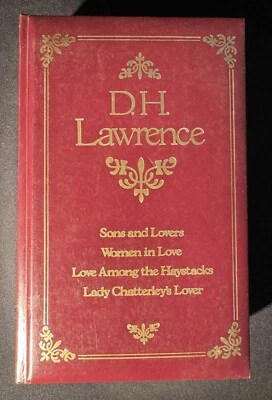 D.H.
Lawrence
Sons and Lovers
Women in Love
Love Among the Haystacks
Lady Chatterley's Lover